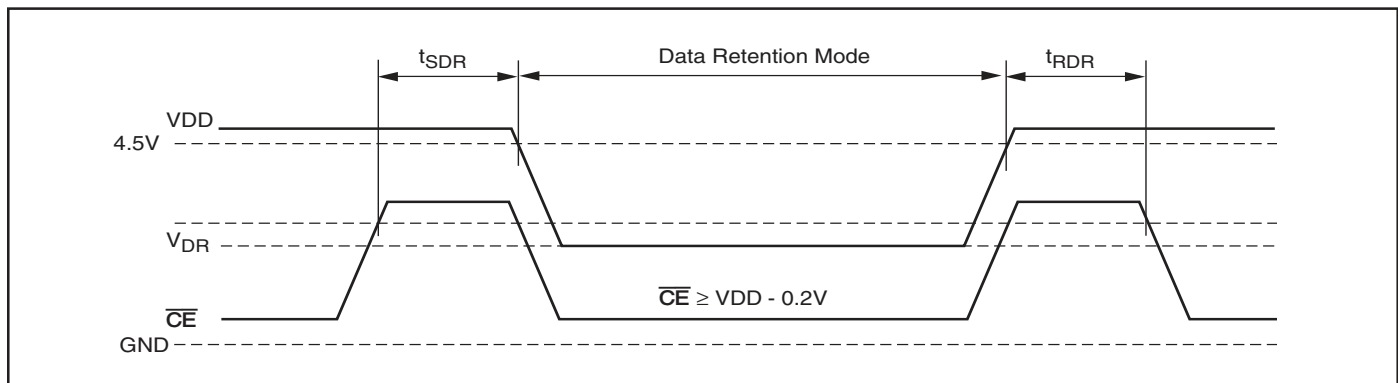 tSDR
Data Retention Mode
tRDR
VDD
4.5V
VDR
CE ≥ VDD - 0.2V
CE
GND